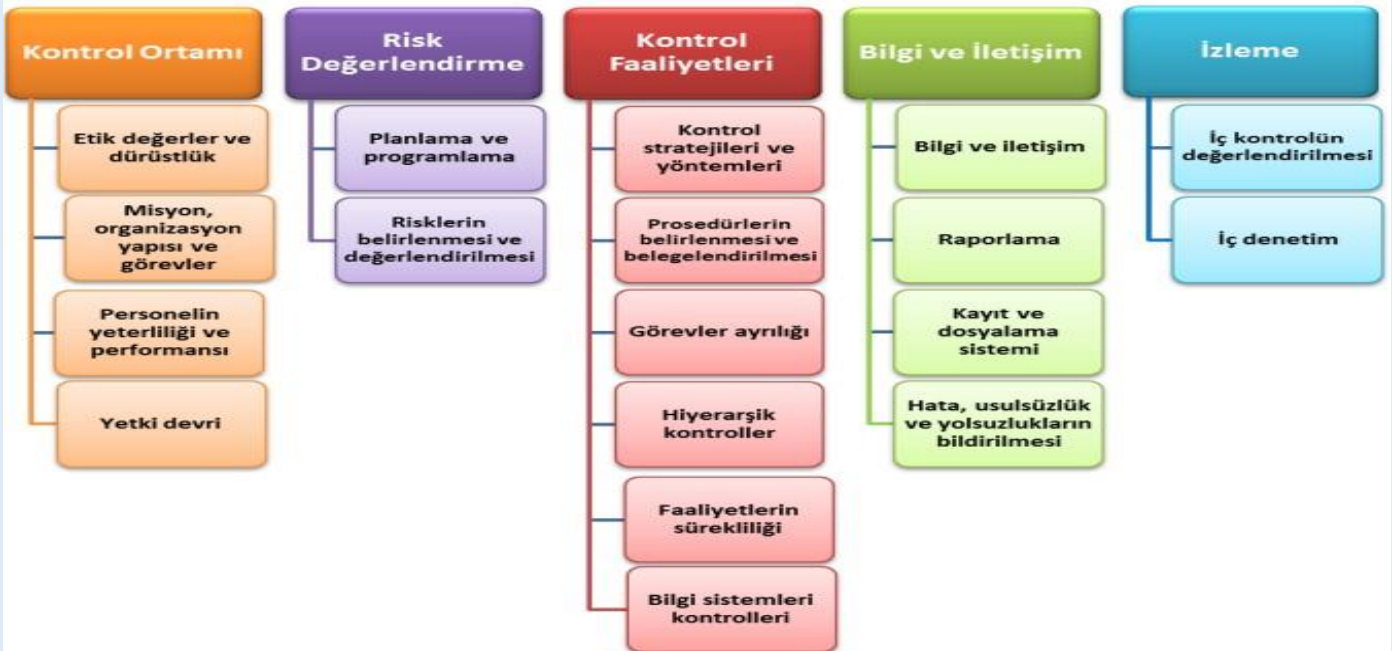 Kontrol Ortamı
Etik değerler ve
dürüstlük
Misyon,
organizasyon
yapısı ve
görevler
Personelin
yeterliliği ve
performansı
Yetki devri
Risk
Değerlendirme
Planlama ve
programlama
Risklerin
belirlenmesi ve
değerlendirilmesi
Kontrol
Faaliyetleri
Kontrol
stratejileri ve
yöntemleri
Prosedürlerin
belirlenmesi ve
belegelendirilmesi
Görevler ayrılığı
Hiyerarşik
kontroller
Faaliyetlerin
sürekliliği
Bilgi sistemleri
kontrolleri
Bilgi ve İletişim
Bilgi ve iletişim
Raporlama
Kayıt ve
dosyalama
sistemi
Hata, usulsüzlük
ve yolsuzlukların
bildirilmesi
İzleme
İç kontrolün
değerlendirilmesi
İç denetim